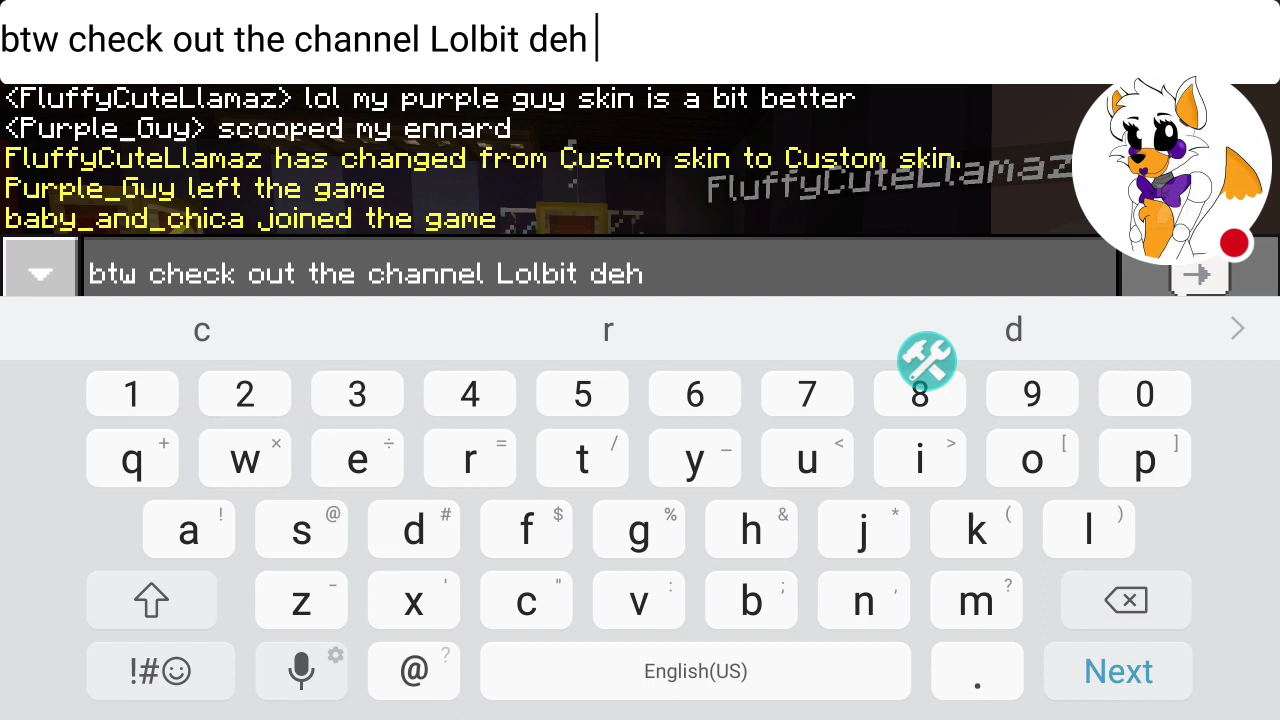 btw check out the channel Lolbit deh
<FluffyCuteLlamaz> lol my purple guy skin is a bit better
<Purple_Guy> scooped my ennard
FluffyCuteLlamaz has changed from Custom skin to Custom skin.
FluffyCuteLlamaz
Purple_Guy left the game
baby_and_chica joined the game
btw check out the channel Lolbit deh
c r d
1 2 3 4 5 6 7 8 9 0
q + w × e ÷ r = t / y _ u < i > o [ p ]
a ! s @ d # f $ g % h & j * k ( l )
z - x ' c " v : b ; n , m ?
!#☺ @ ? English(US) . Next